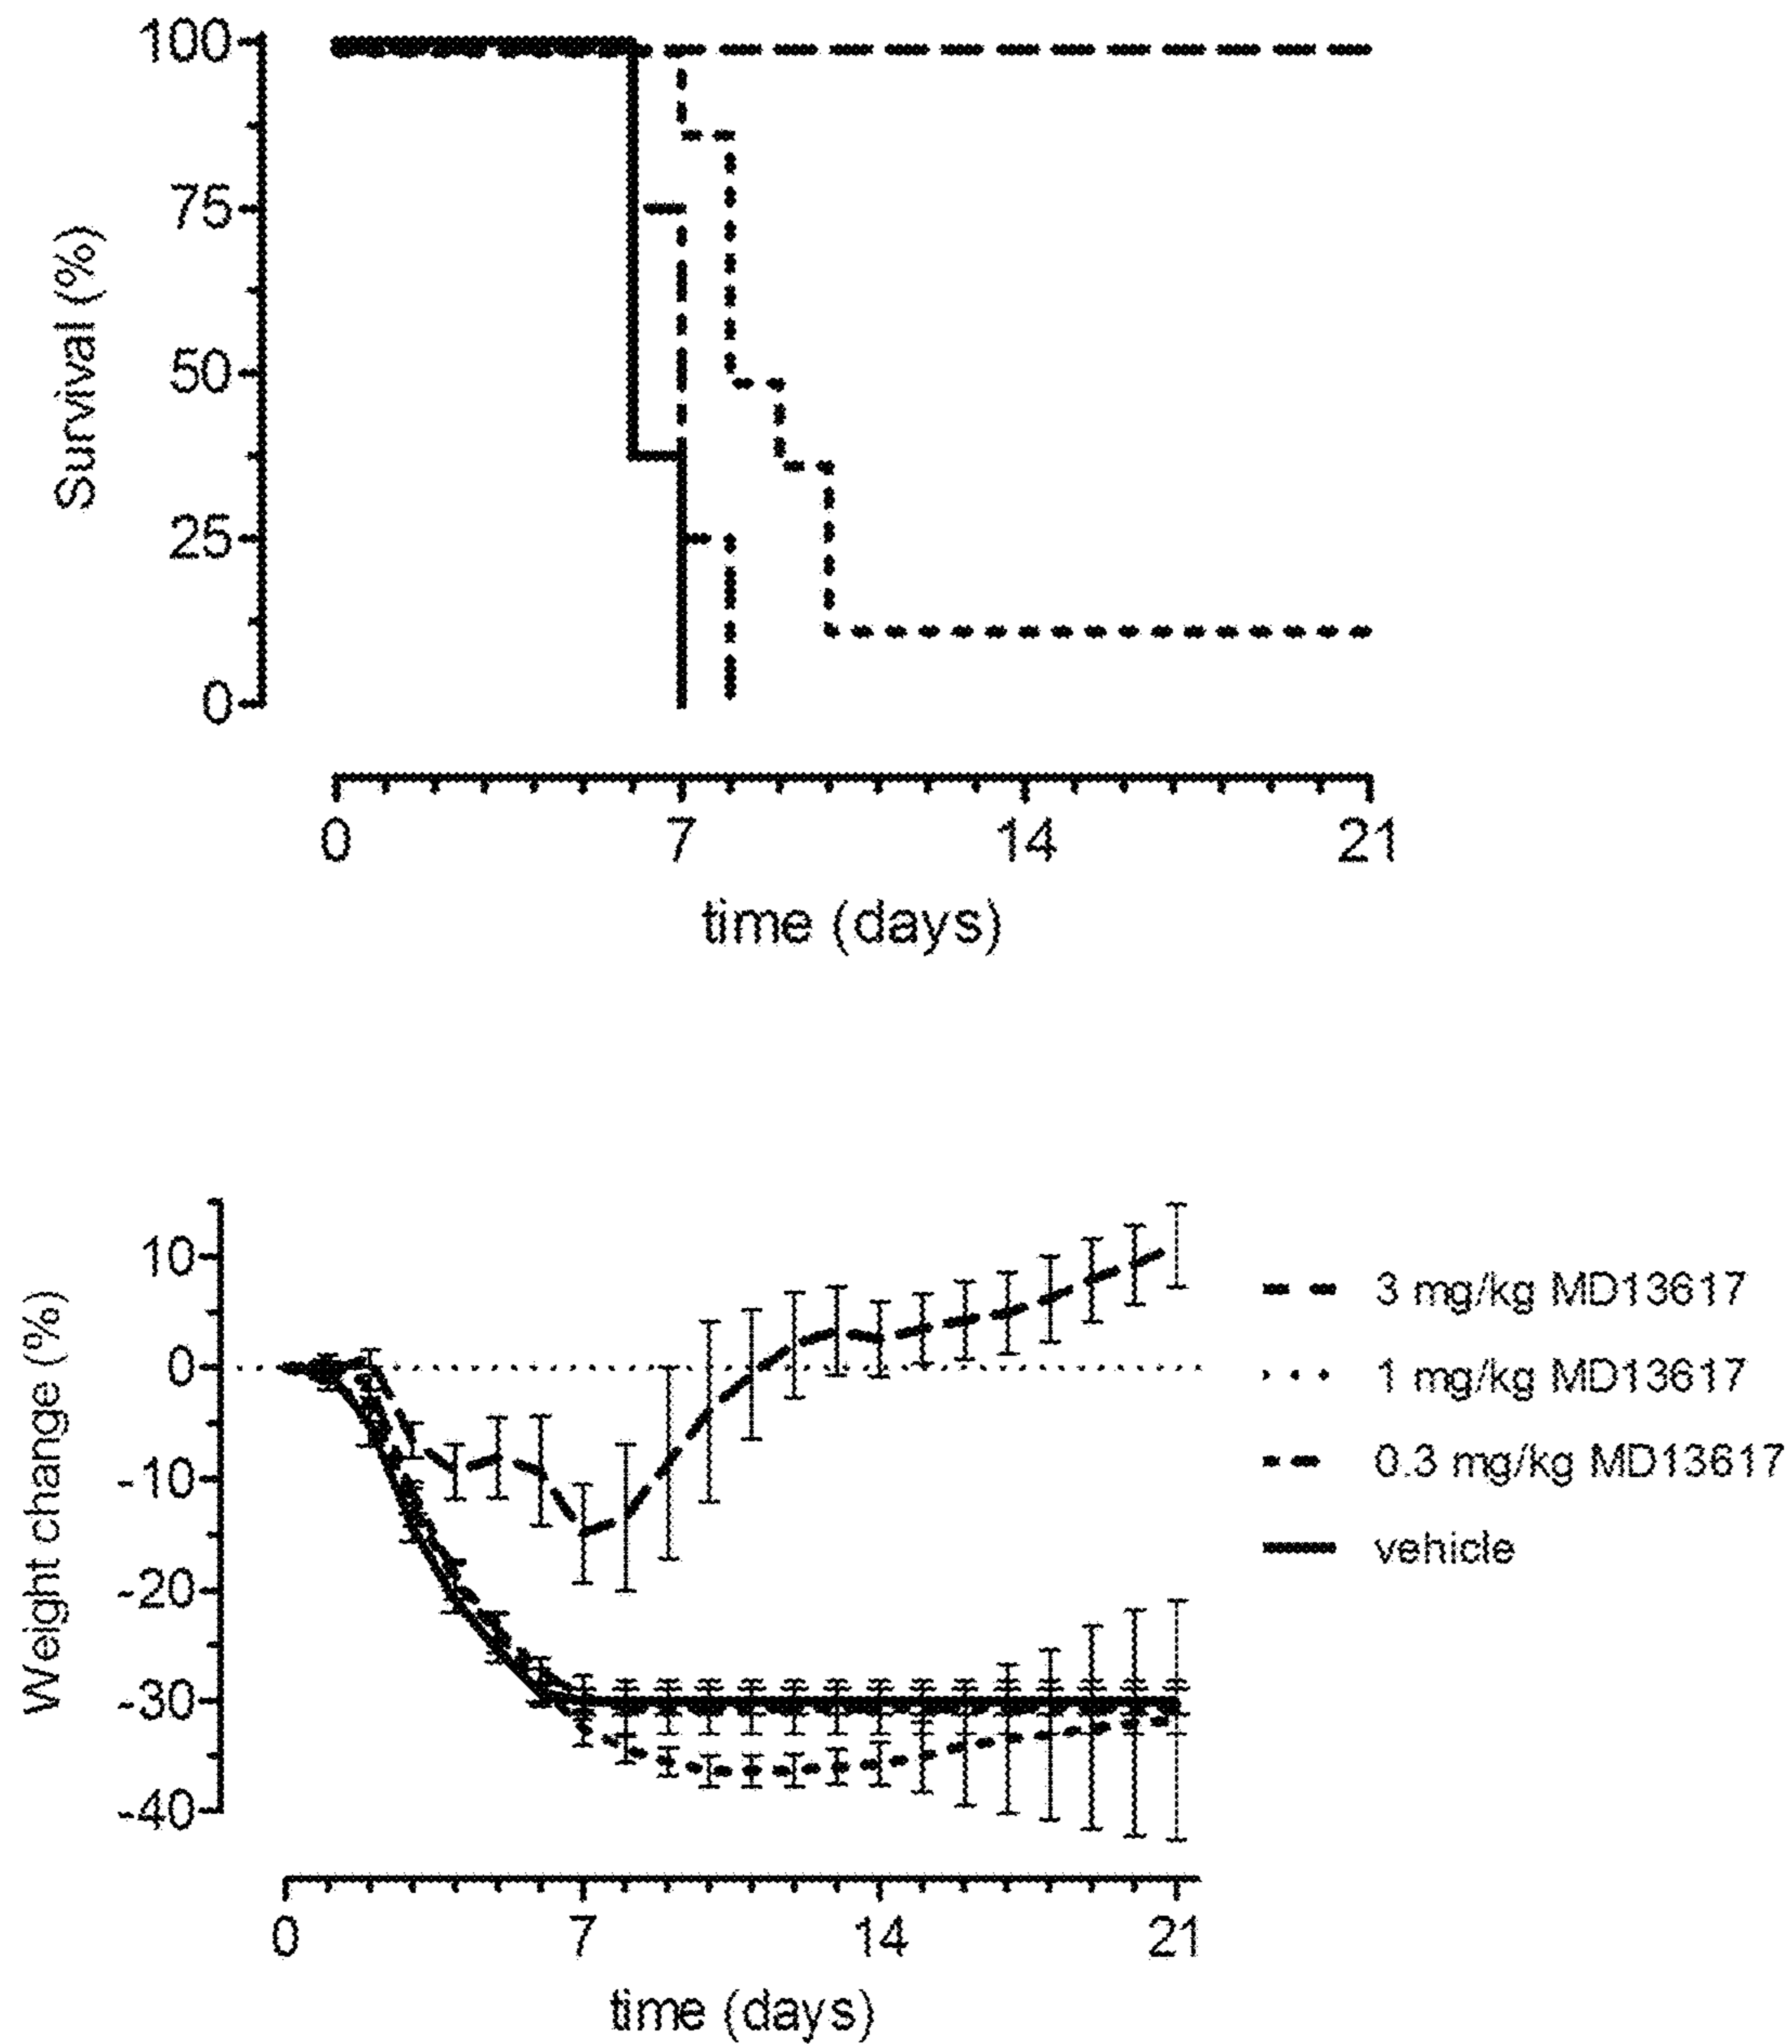 Survival (%)
100
75
50
25
0
0 7 14 21
time (days)
Weight change (%)
10
0
-10
-20
-30
-40
0 7 14 21
time (days)
3 mg/kg MD13617
1 mg/kg MD13617
0.3 mg/kg MD13617
vehicle